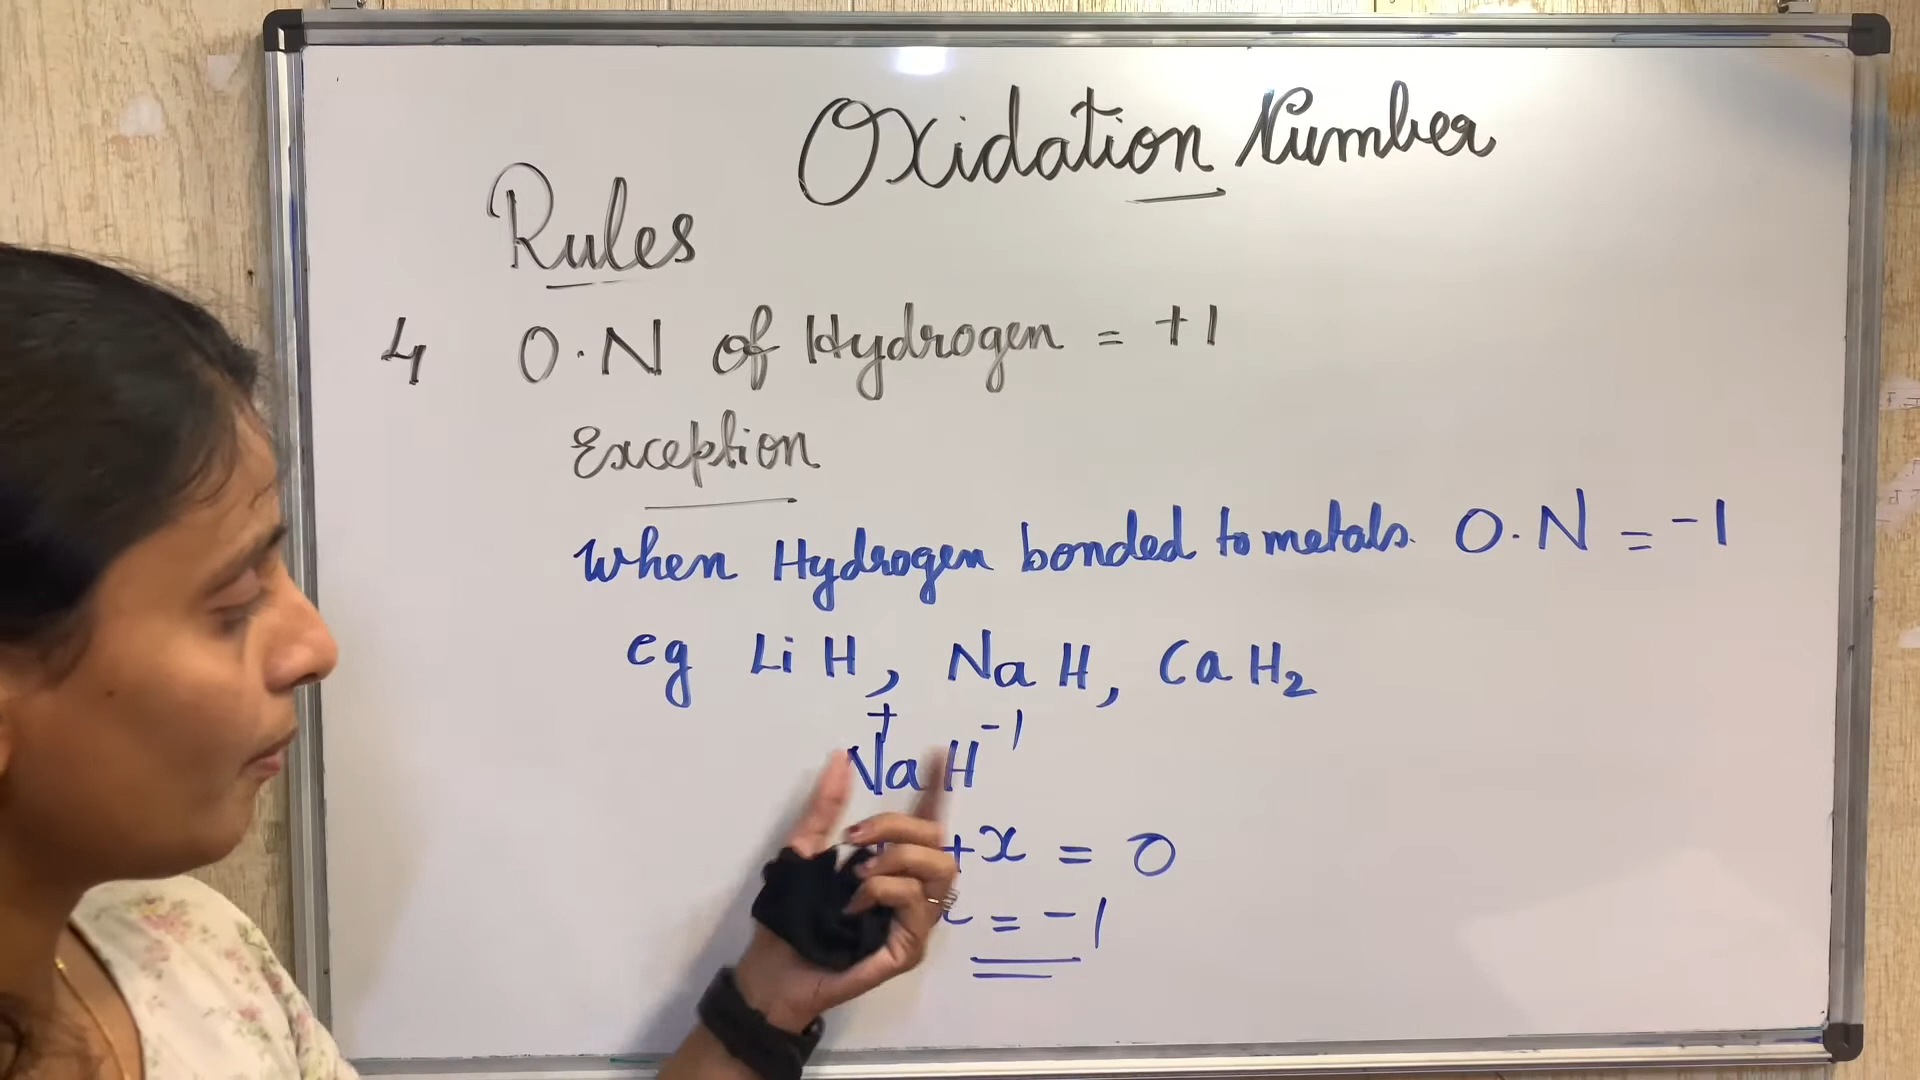 Oxidation Number
Rules
4 O.N of Hydrogen = +1
Exception
When Hydrogen bonded to metals. O.N = -1
eg LiH, NaH, CaH₂
+ -1
NaH
+x = 0
= -1